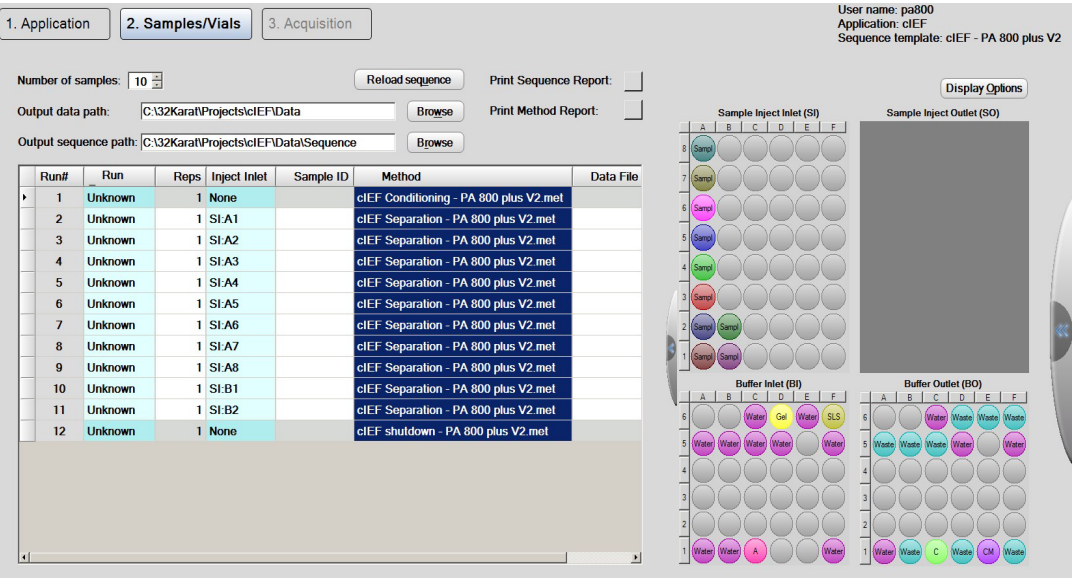 1. Application
2. Samples/Vials
3. Acquisition
User name: pa800
Application: cIEF
Sequence template: cIEF - PA 800 plus V2
Number of samples: 10
Reload sequence
Print Sequence Report:
Display Options
Output data path: C:\32Karat\Projects\cIEF\Data
Browse
Print Method Report:
Output sequence path: C:\32Karat\Projects\cIEF\Data\Sequence
Browse
Run# Run Reps Inject Inlet Sample ID Method Data File
1 Unknown 1 None cIEF Conditioning - PA 800 plus V2.met
2 Unknown 1 SI:A1 cIEF Separation - PA 800 plus V2.met
3 Unknown 1 SI:A2 cIEF Separation - PA 800 plus V2.met
4 Unknown 1 SI:A3 cIEF Separation - PA 800 plus V2.met
5 Unknown 1 SI:A4 cIEF Separation - PA 800 plus V2.met
6 Unknown 1 SI:A5 cIEF Separation - PA 800 plus V2.met
7 Unknown 1 SI:A6 cIEF Separation - PA 800 plus V2.met
8 Unknown 1 SI:A7 cIEF Separation - PA 800 plus V2.met
9 Unknown 1 SI:A8 cIEF Separation - PA 800 plus V2.met
10 Unknown 1 SI:B1 cIEF Separation - PA 800 plus V2.met
11 Unknown 1 SI:B2 cIEF Separation - PA 800 plus V2.met
12 Unknown 1 None cIEF shutdown - PA 800 plus V2.met
Sample Inject Inlet (SI)
A B C D E F
8 Sampl
7 Sampl
6 Sampl
5 Sampl
4 Sampl
3 Sampl
2 Sampl Sampl
1 Sampl Sampl
Sample Inject Outlet (SO)
Buffer Inlet (BI)
A B C D E F
6 Water Gel Water SLS
5 Water Water Water Water Water
4
3
2
1 Water Water A Water
Buffer Outlet (BO)
A B C D E F
6 Water Waste Waste Waste
5 Waste Waste Waste Water Water
4
3
2
1 Water Waste C Waste CM Waste